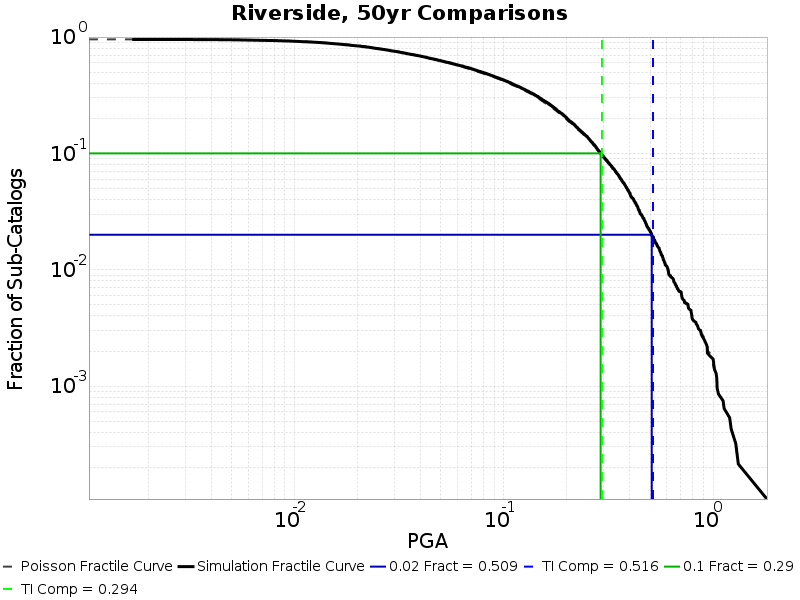 Riverside, 50yr Comparisons
Fraction of Sub-Catalogs
10^0
10^-1
10^-2
10^-3
10^-2
10^-1
10^0
PGA
Poisson Fractile Curve
Simulation Fractile Curve
0.02 Fract = 0.509
TI Comp = 0.516
0.1 Fract = 0.29
TI Comp = 0.294